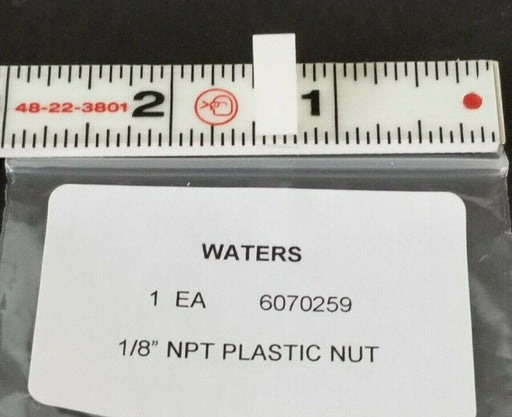 48-22-3801 2 1
WATERS
1 EA 6070259
1/8” NPT PLASTIC NUT